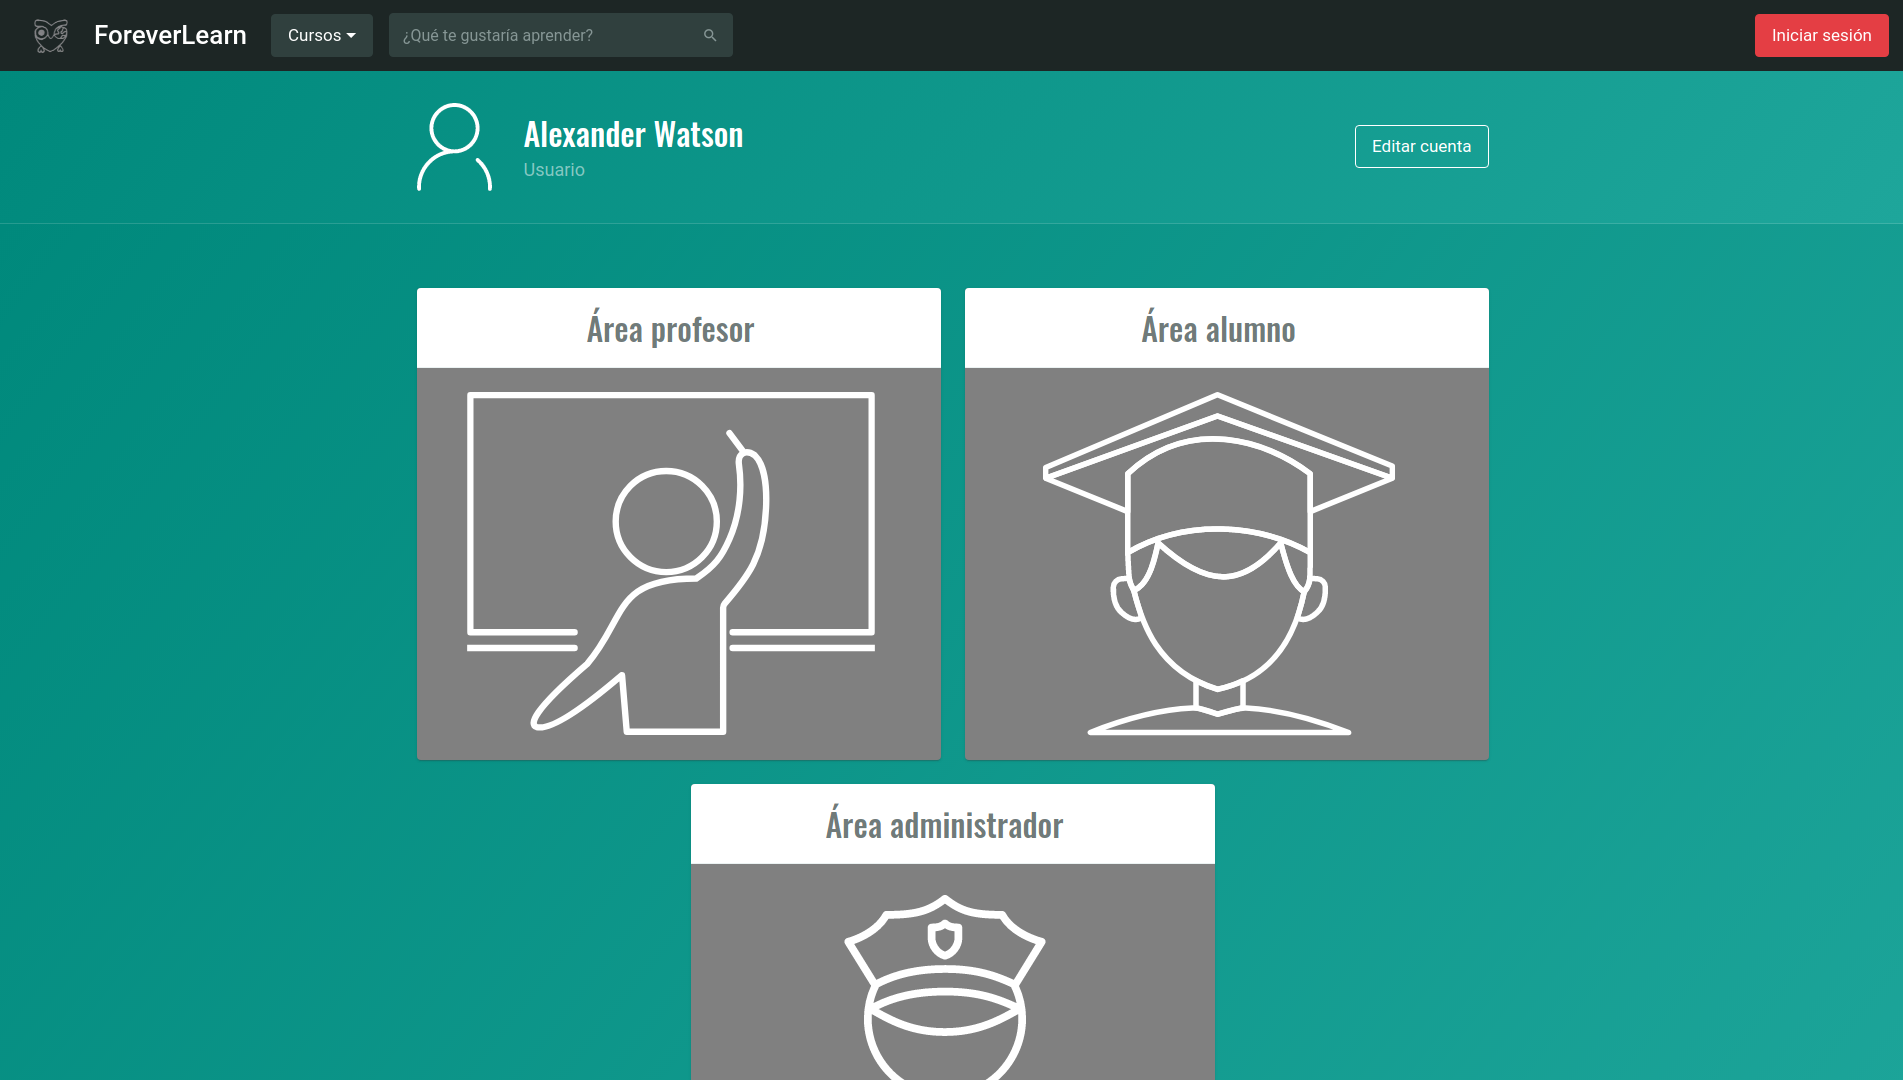 ForeverLearn
Cursos
¿Qué te gustaría aprender?
Iniciar sesión
Alexander Watson
Usuario
Editar cuenta
Área profesor
Área alumno
Área administrador